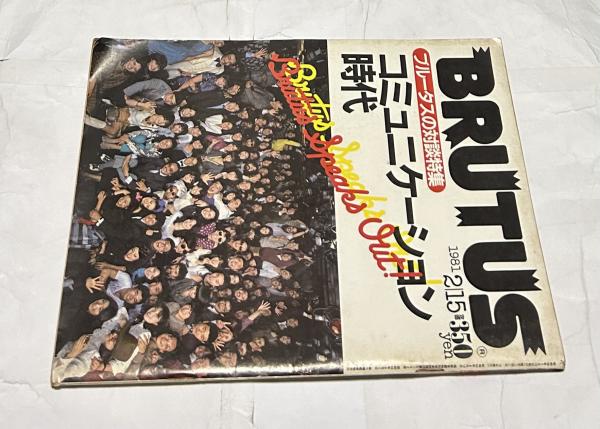 BRUTUS
ブルータスの対談特集
コミュニケーション
時代
Brutus Speaks Out!
1981 2/15 350
yen